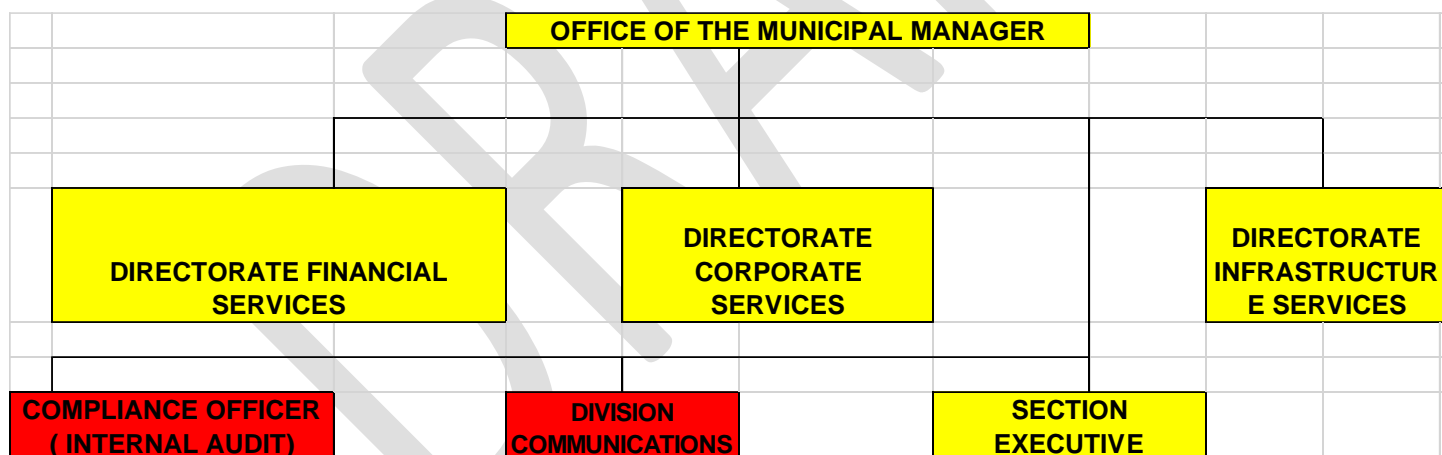 OFFICE OF THE MUNICIPAL MANAGER
DIRECTORATE FINANCIAL
SERVICES
DIRECTORATE
CORPORATE
SERVICES
DIRECTORATE
INFRASTRUCTUR
E SERVICES
COMPLIANCE OFFICER
( INTERNAL AUDIT)
DIVISION
COMMUNICATIONS
SECTION
EXECUTIVE